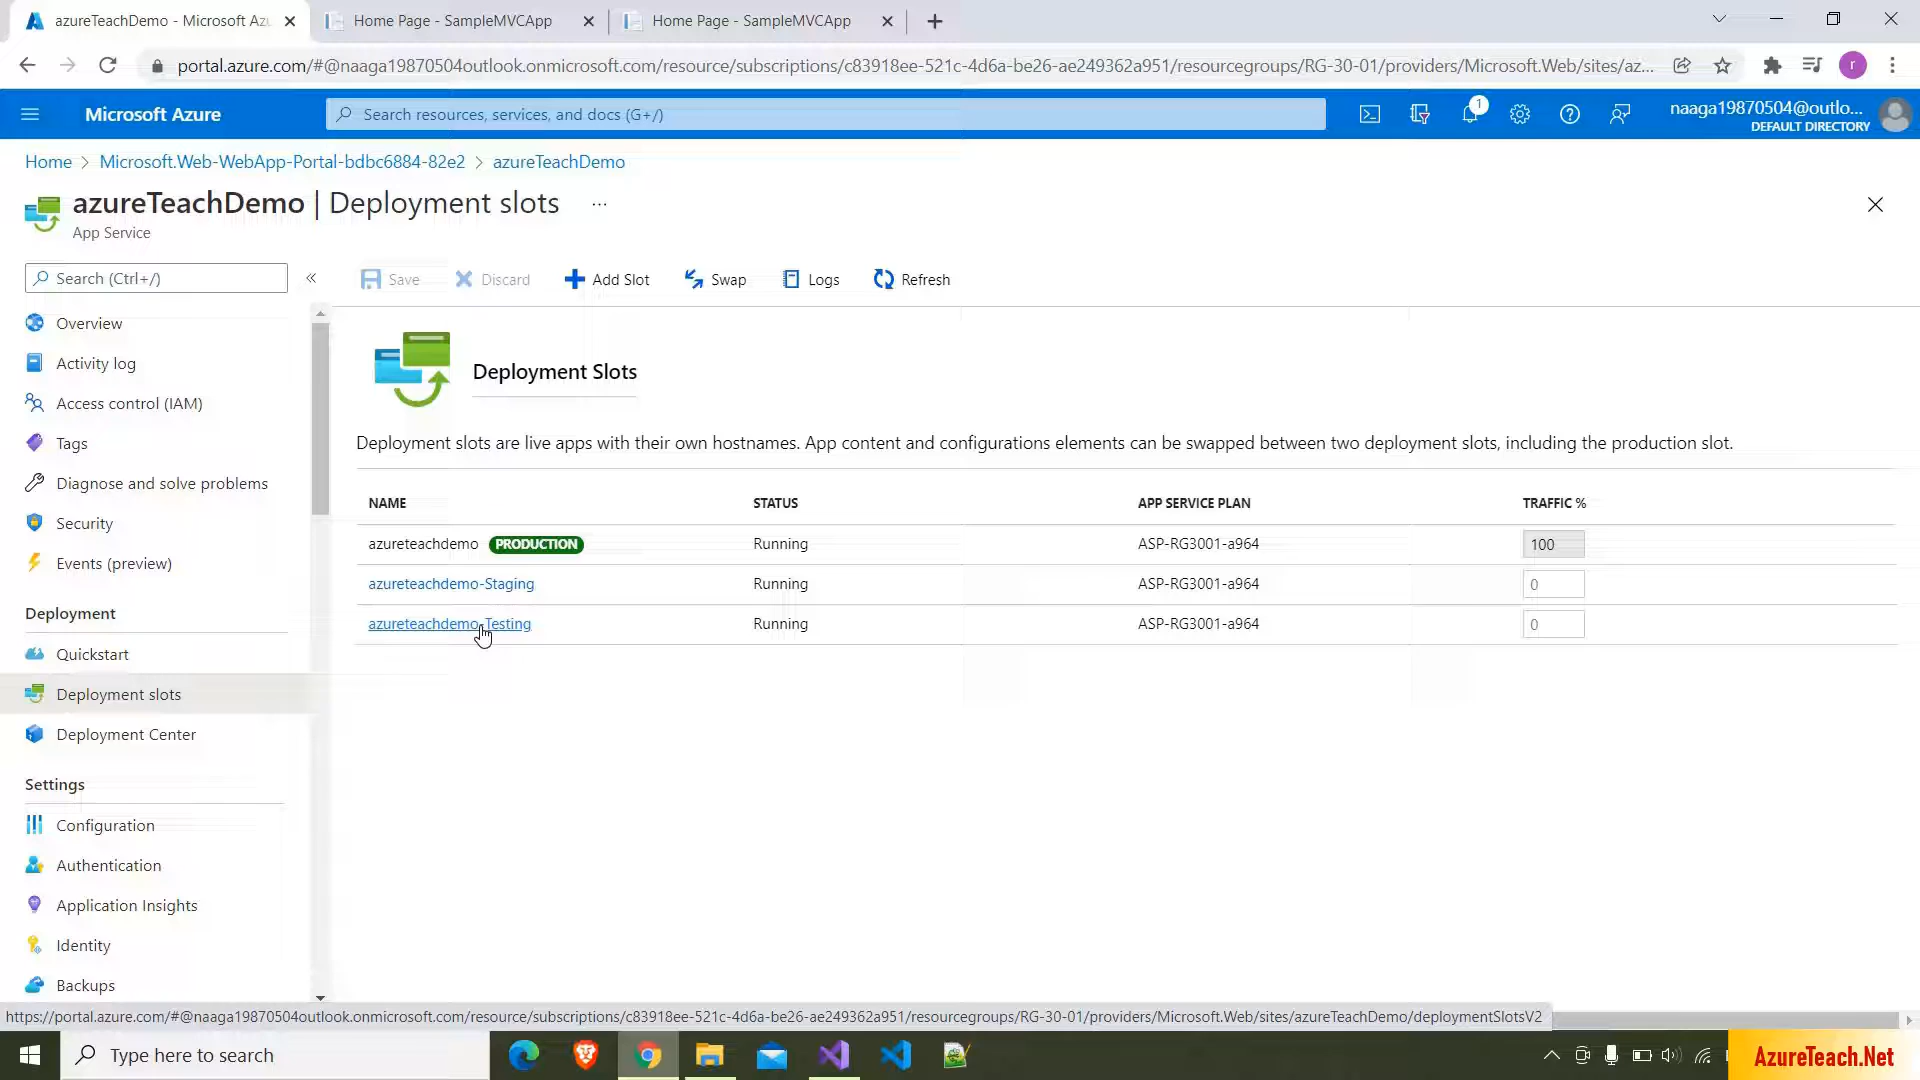 azureTeachDemo - Microsoft Az
Home Page - SampleMVCApp
Home Page - SampleMVCApp
portal.azure.com/#@naaga19870504outlook.onmicrosoft.com/resource/subscriptions/c83918ee-521c-4d6a-be26-ae249362a951/resourcegroups/RG-30-01/providers/Microsoft.Web/sites/az...
r
Microsoft Azure
Search resources, services, and docs (G+/)
1
naaga19870504@outlo...
DEFAULT DIRECTORY
Home > Microsoft.Web-WebApp-Portal-bdbc6884-82e2 > azureTeachDemo
azureTeachDemo | Deployment slots ...
App Service
Search (Ctrl+/)
«
Save
Discard
Add Slot
Swap
Logs
Refresh
Overview
Activity log
Access control (IAM)
Tags
Diagnose and solve problems
Security
Events (preview)
Deployment
Quickstart
Deployment slots
Deployment Center
Settings
Configuration
Authentication
Application Insights
Identity
Backups
Deployment Slots
Deployment slots are live apps with their own hostnames. App content and configurations elements can be swapped between two deployment slots, including the production slot.
NAME STATUS APP SERVICE PLAN TRAFFIC %
azureteachdemo PRODUCTION Running ASP-RG3001-a964 100
azureteachdemo-Staging Running ASP-RG3001-a964 0
azureteachdemo-Testing Running ASP-RG3001-a964 0
https://portal.azure.com/#@naaga19870504outlook.onmicrosoft.com/resource/subscriptions/c83918ee-521c-4d6a-be26-ae249362a951/resourcegroups/RG-30-01/providers/Microsoft.Web/sites/azureTeachDemo/deploymentSlotsV2
Type here to search
AzureTeach.Net